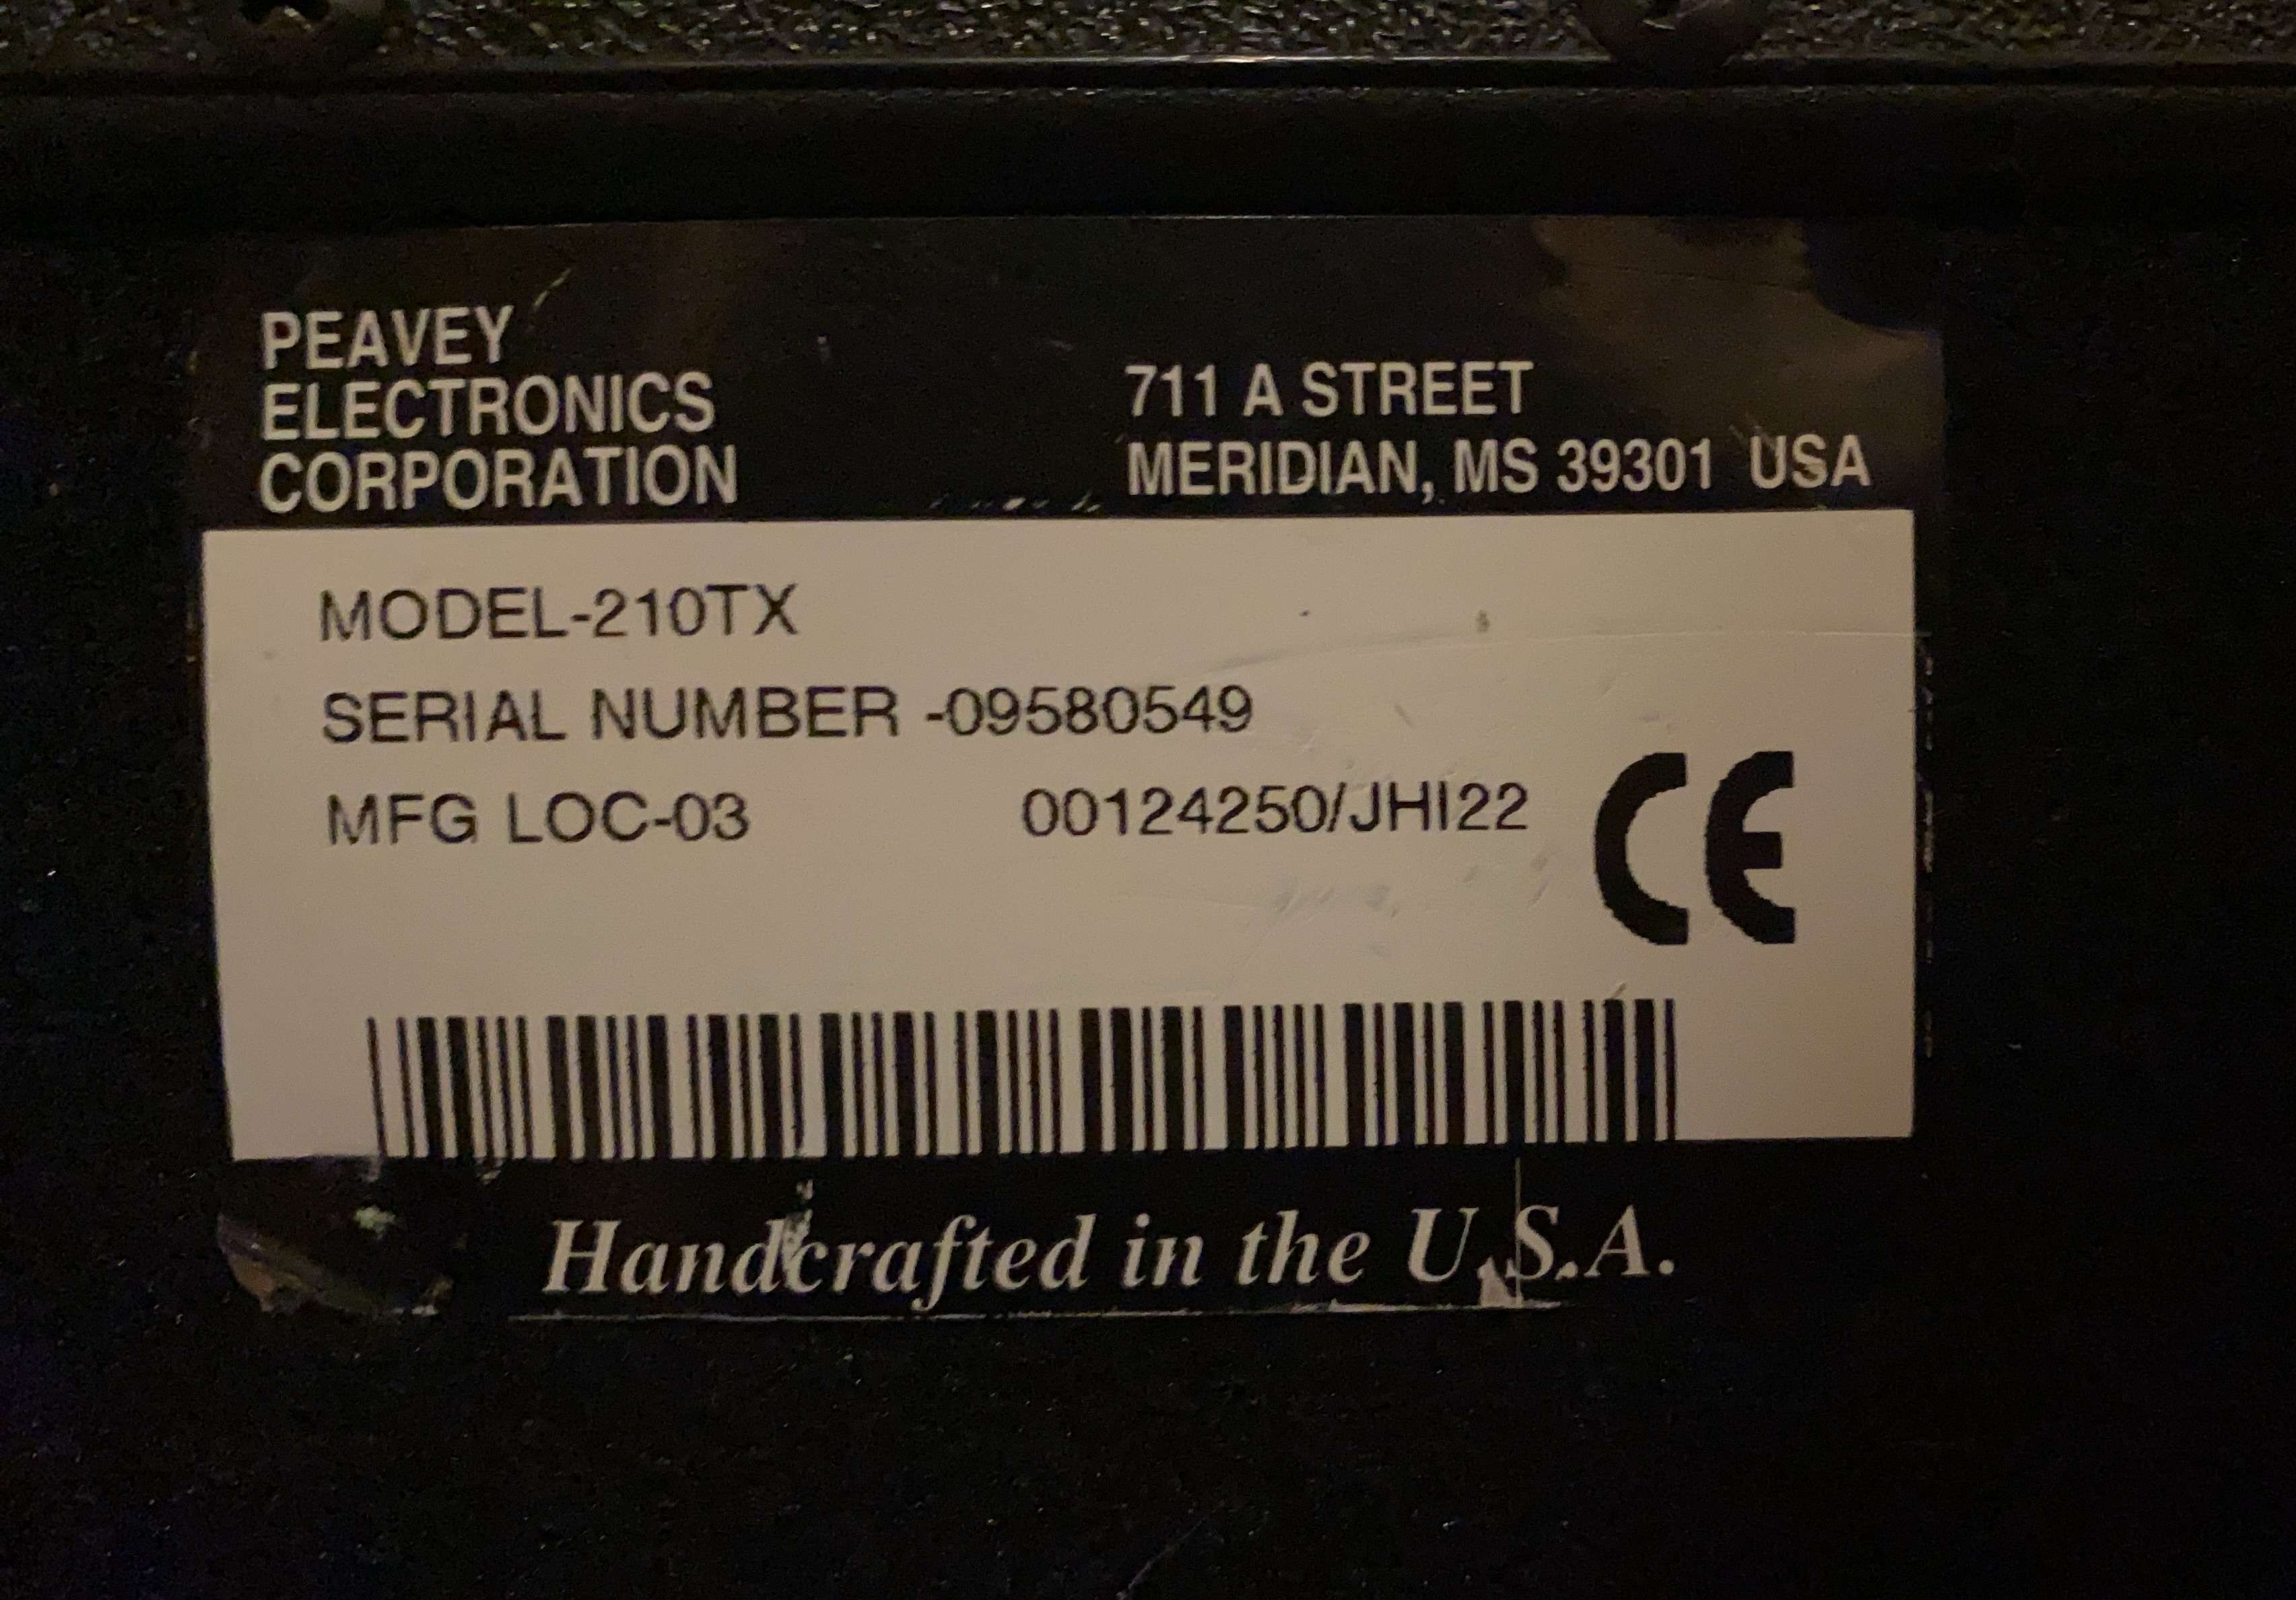 PEAVEY
ELECTRONICS
CORPORATION
711 A STREET
MERIDIAN, MS 39301 USA
MODEL-210TX
SERIAL NUMBER -09580549
MFG LOC-03 00124250/JHI22
CE
Handcrafted in the U.S.A.